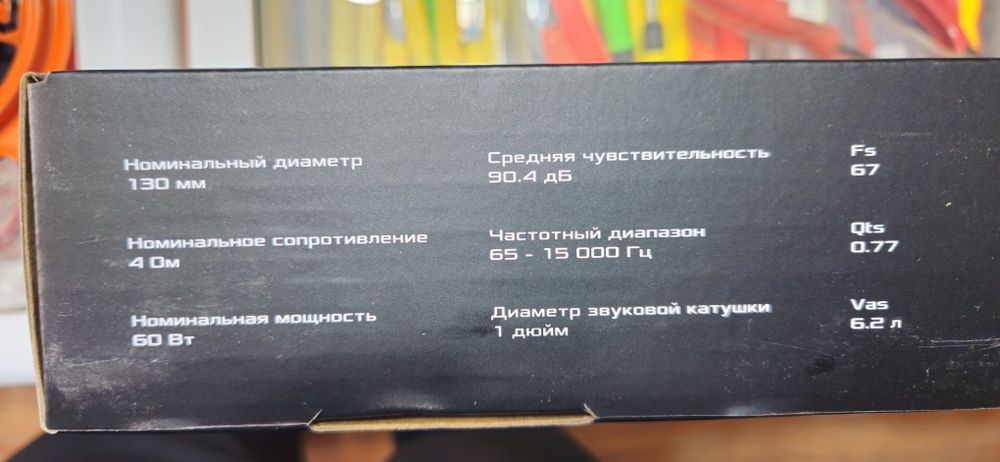 Номинальный диаметр
130 мм
Номинальное сопротивление
4 Ом
Номинальная мощность
60 Вт
Средняя чувствительность
90.4 дБ
Частотный диапазон
65 - 15 000 Гц
Диаметр звуковой катушки
1 дюйм
Fs
67
Qts
0.77
Vas
6.2 л